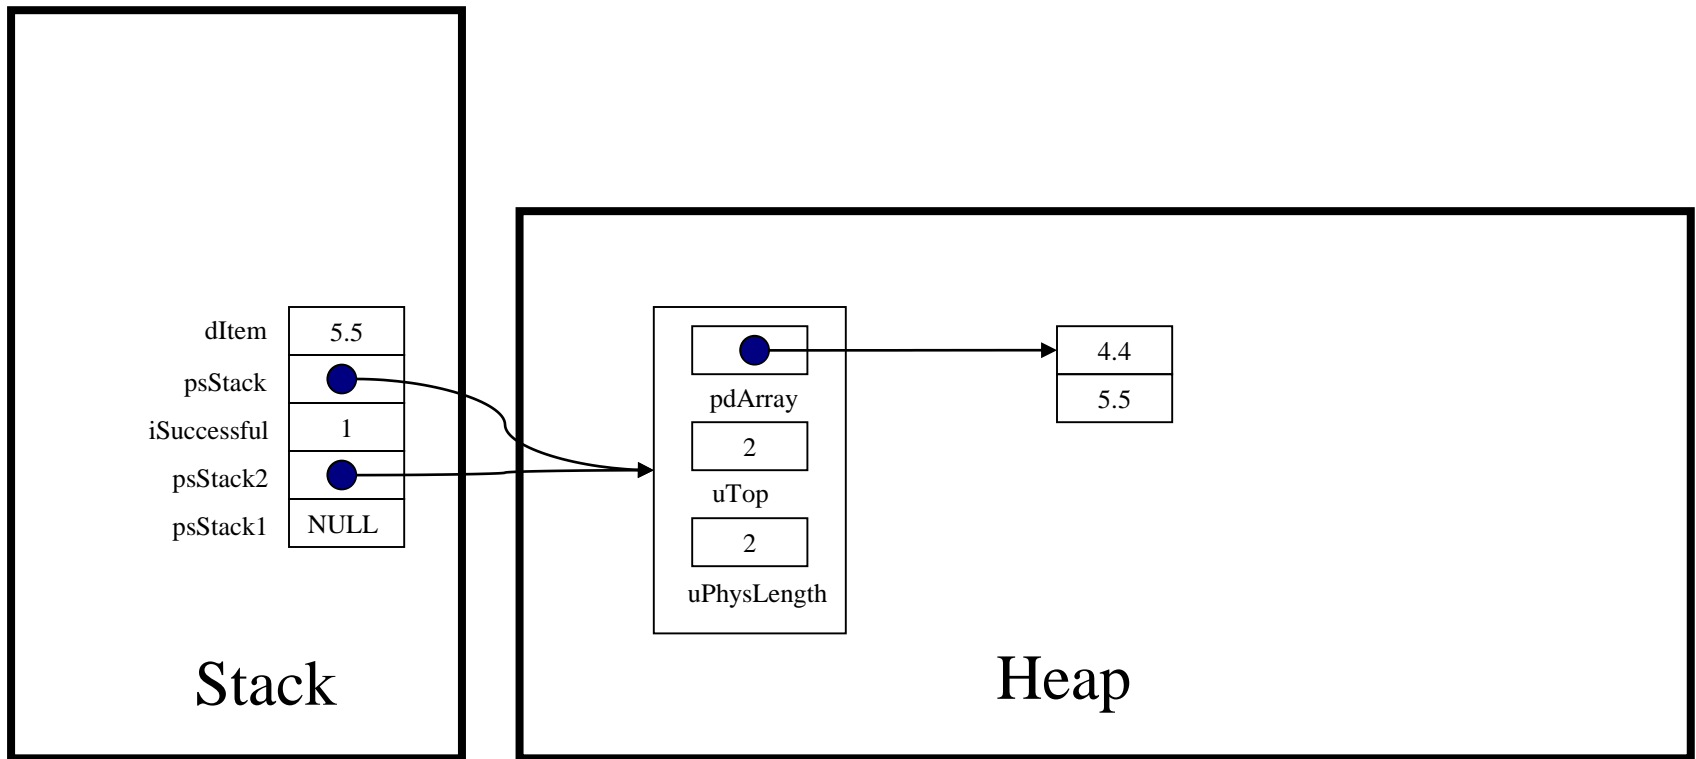 dItem 5.5
psStack
iSuccessful 1
psStack2
psStack1 NULL
Stack
pdArray
2
uTop
2
uPhysLength
4.4
5.5
Heap